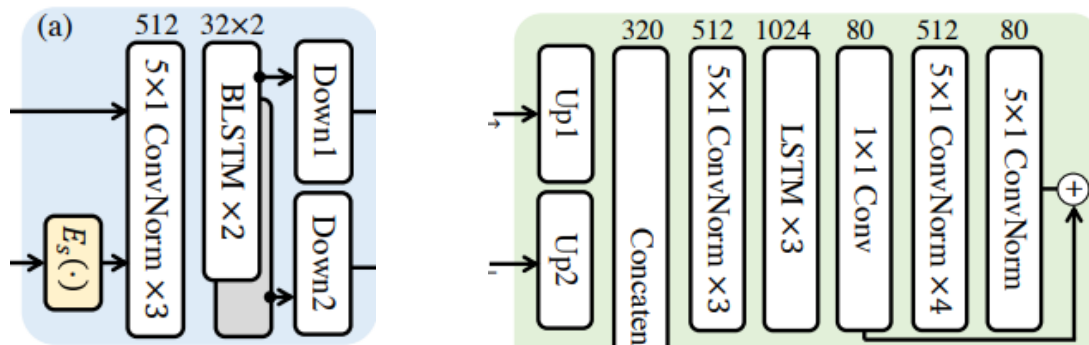 (a)
512
32×2
5×1 ConvNorm ×3
BLSTM ×2
Down1
Down2
E_s(·)
320
512
1024
80
512
80
Up1
Up2
Concaten
5×1 ConvNorm ×3
LSTM ×3
1×1 Conv
5×1 ConvNorm ×4
5×1 ConvNorm
+